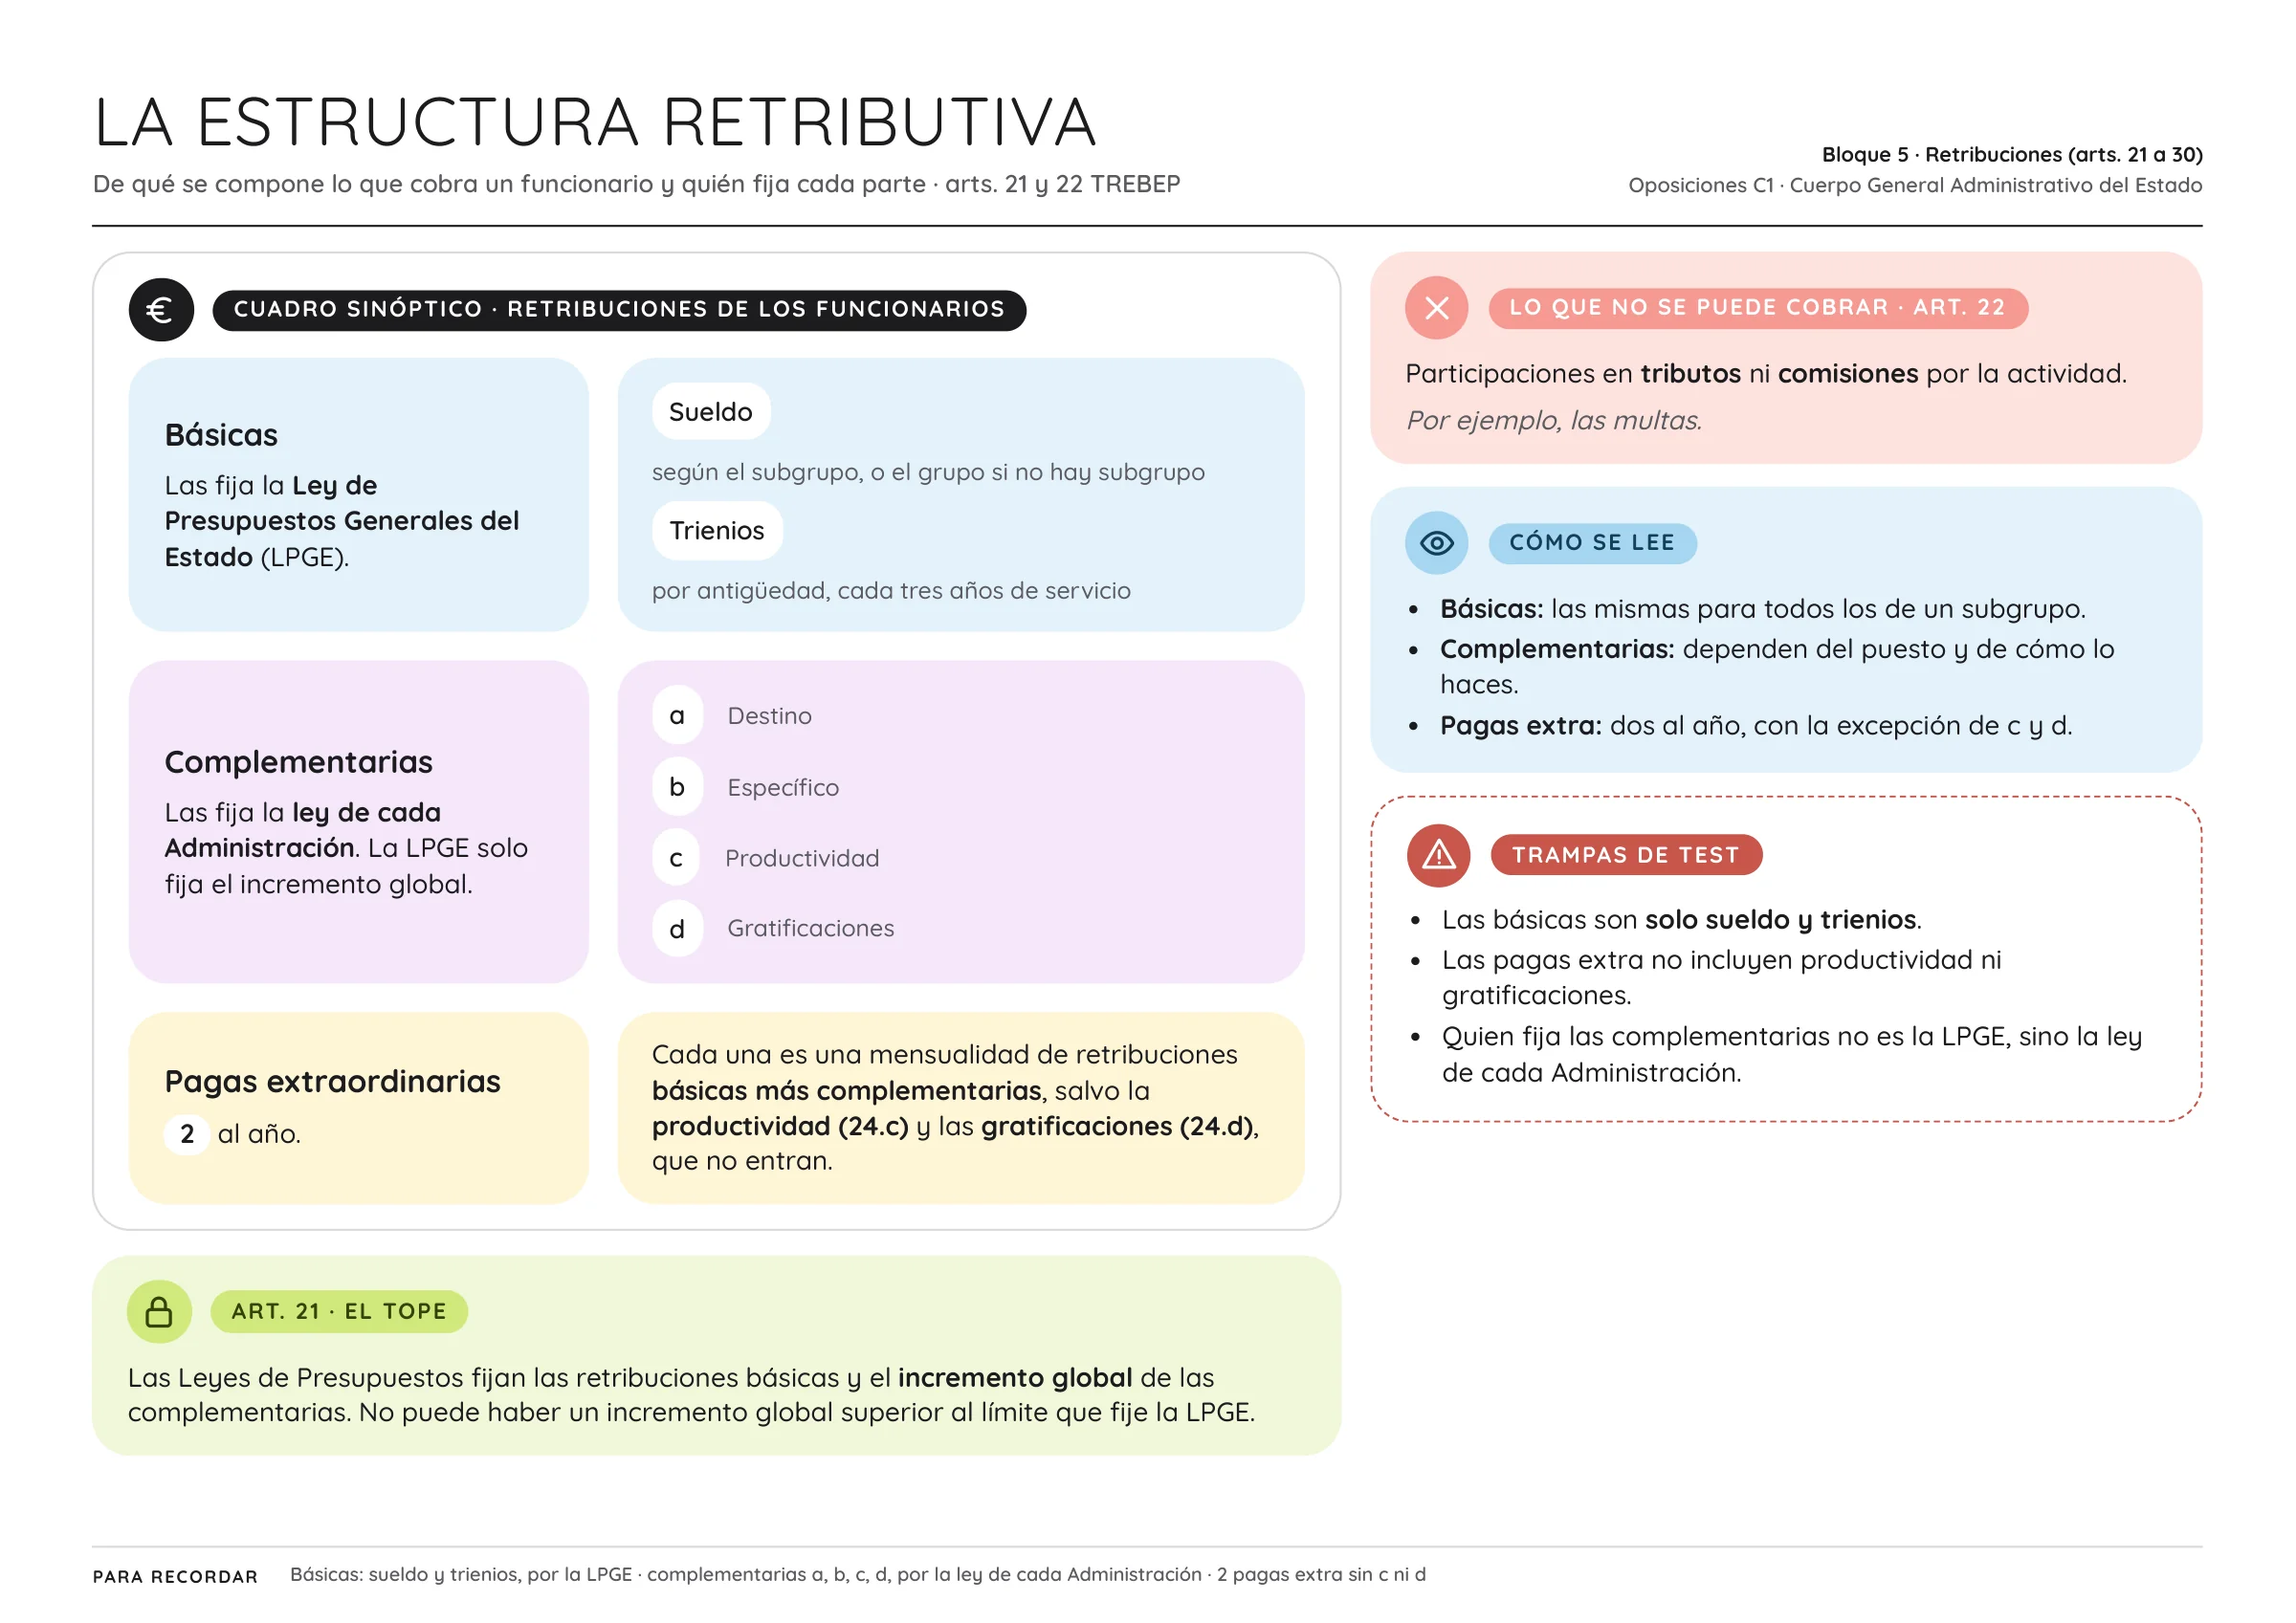 LA ESTRUCTURA RETRIBUTIVA
De qué se compone lo que cobra un funcionario y quién fija cada parte · arts. 21 y 22 TREBEP
Bloque 5 · Retribuciones (arts. 21 a 30)
Oposiciones C1 · Cuerpo General Administrativo del Estado
€
CUADRO SINÓPTICO · RETRIBUCIONES DE LOS FUNCIONARIOS
Básicas
Las fija la Ley de
Presupuestos Generales del
Estado (LPGE).
Sueldo
según el subgrupo, o el grupo si no hay subgrupo
Trienios
por antigüedad, cada tres años de servicio
Complementarias
Las fija la ley de cada
Administración. La LPGE solo
fija el incremento global.
a Destino
b Específico
c Productividad
d Gratificaciones
Pagas extraordinarias
2 al año.
Cada una es una mensualidad de retribuciones
básicas más complementarias, salvo la
productividad (24.c) y las gratificaciones (24.d),
que no entran.
ART. 21 · EL TOPE
Las Leyes de Presupuestos fijan las retribuciones básicas y el incremento global de las
complementarias. No puede haber un incremento global superior al límite que fije la LPGE.
LO QUE NO SE PUEDE COBRAR · ART. 22
Participaciones en tributos ni comisiones por la actividad.
Por ejemplo, las multas.
CÓMO SE LEE
• Básicas: las mismas para todos los de un subgrupo.
• Complementarias: dependen del puesto y de cómo lo
haces.
• Pagas extra: dos al año, con la excepción de c y d.
TRAMPAS DE TEST
• Las básicas son solo sueldo y trienios.
• Las pagas extra no incluyen productividad ni
gratificaciones.
• Quien fija las complementarias no es la LPGE, sino la ley
de cada Administración.
PARA RECORDAR
Básicas: sueldo y trienios, por la LPGE · complementarias a, b, c, d, por la ley de cada Administración · 2 pagas extra sin c ni d